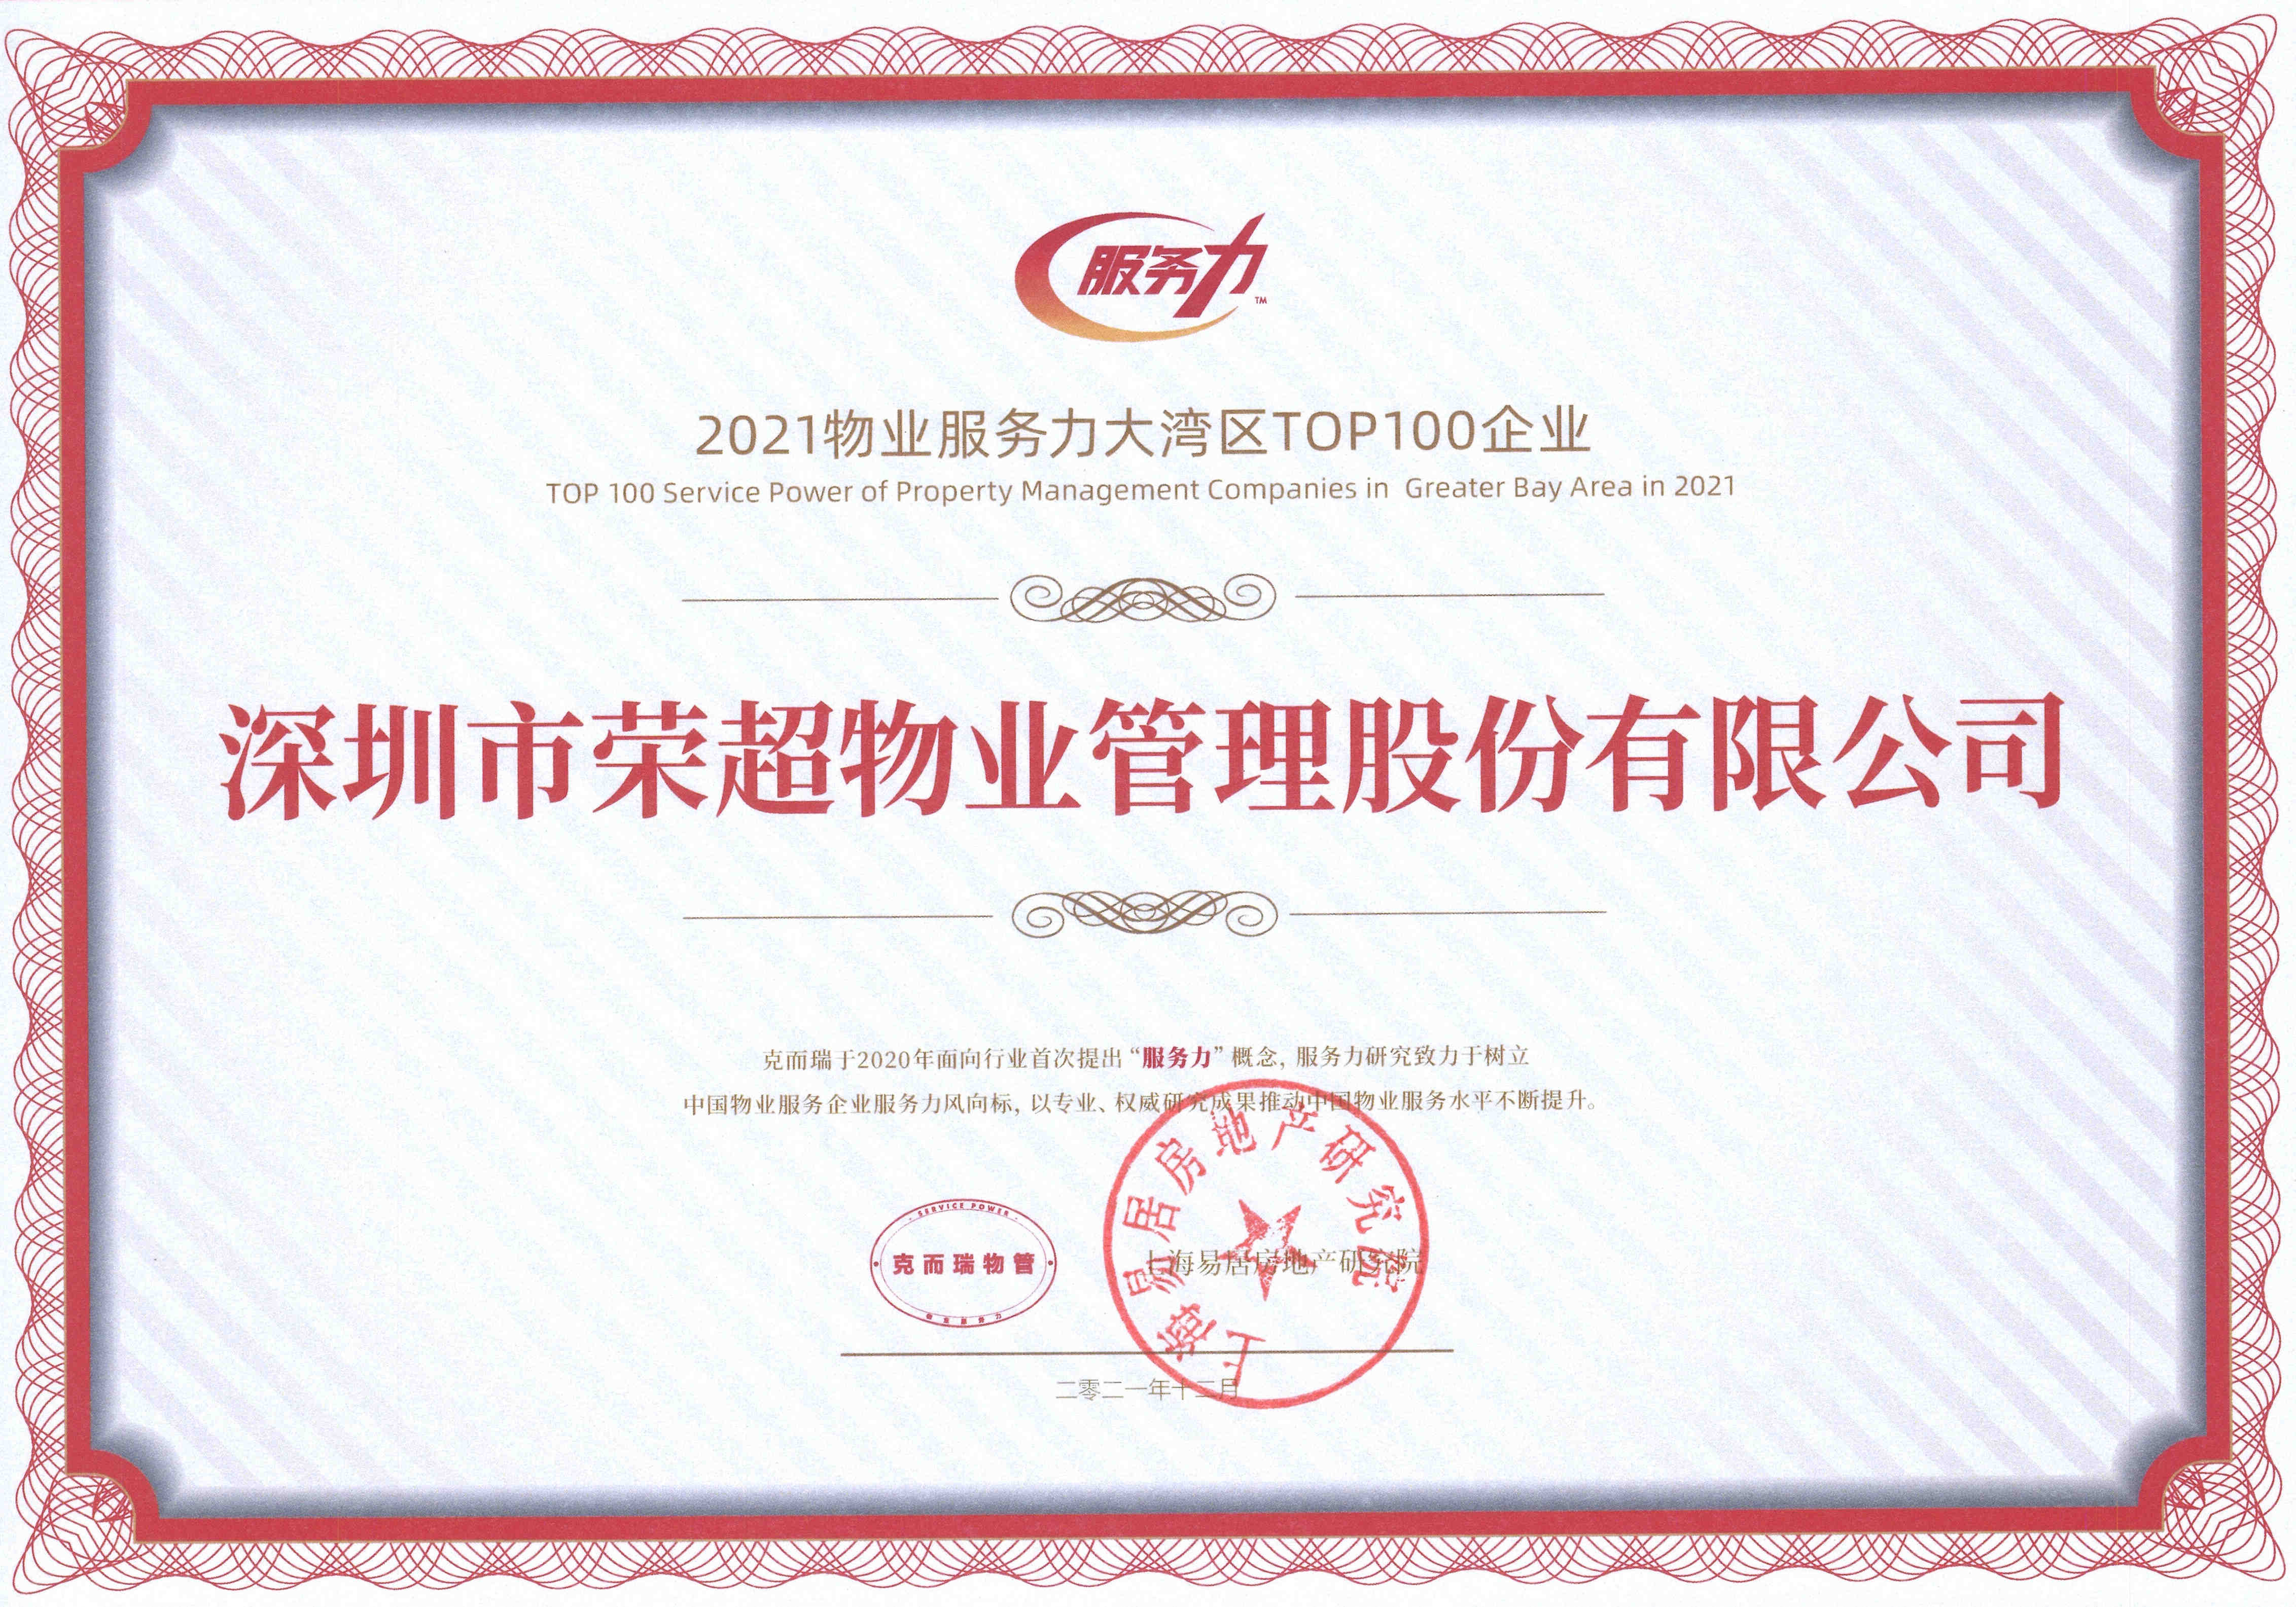 服务力™
2021物业服务力大湾区TOP100企业
TOP 100 Service Power of Property Management Companies in Greater Bay Area in 2021
深圳市荣超物业管理股份有限公司
克而瑞于2020年面向行业首次提出“服务力”概念, 服务力研究致力于树立
中国物业服务企业服务力风向标, 以专业、权威研究成果推动中国物业服务水平不断提升。
SERVICE POWER
克而瑞物管
物业服务力
上海易居房地产研究院
上海易居房地产研究院
二零二一年十二月